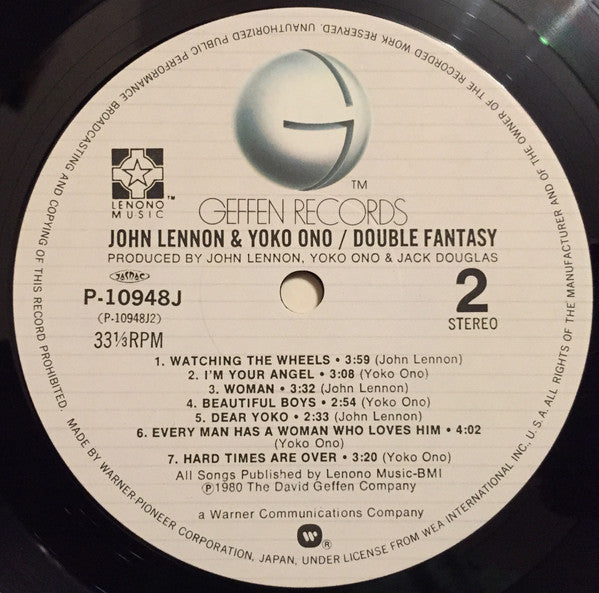 ALL RIGHTS OF THE MANUFACTURER AND OF THE OWNER OF THE RECORDED WORK RESERVED. UNAUTHORIZED PUBLIC PERFORMANCE BROADCASTING AND COPYING OF THIS RECORD PROHIBITED.
G
TM
LENONO
MUSIC
TM
GEFFEN RECORDS
JOHN LENNON & YOKO ONO / DOUBLE FANTASY
PRODUCED BY JOHN LENNON, YOKO ONO & JACK DOUGLAS
JASRAC
P-10948J
(P-10948J2)
33⅓RPM
2
STEREO
1. WATCHING THE WHEELS • 3:59 (John Lennon)
2. I'M YOUR ANGEL • 3:08 (Yoko Ono)
3. WOMAN • 3:32 (John Lennon)
4. BEAUTIFUL BOYS • 2:54 (Yoko Ono)
5. DEAR YOKO • 2:33 (John Lennon)
6. EVERY MAN HAS A WOMAN WHO LOVES HIM • 4:02
(Yoko Ono)
7. HARD TIMES ARE OVER • 3:20 (Yoko Ono)
All Songs Published by Lenono Music-BMI
℗1980 The David Geffen Company
a Warner Communications Company
W®
MADE BY WARNER-PIONEER CORPORATION, JAPAN, UNDER LICENSE FROM WEA INTERNATIONAL INC., U.S.A.